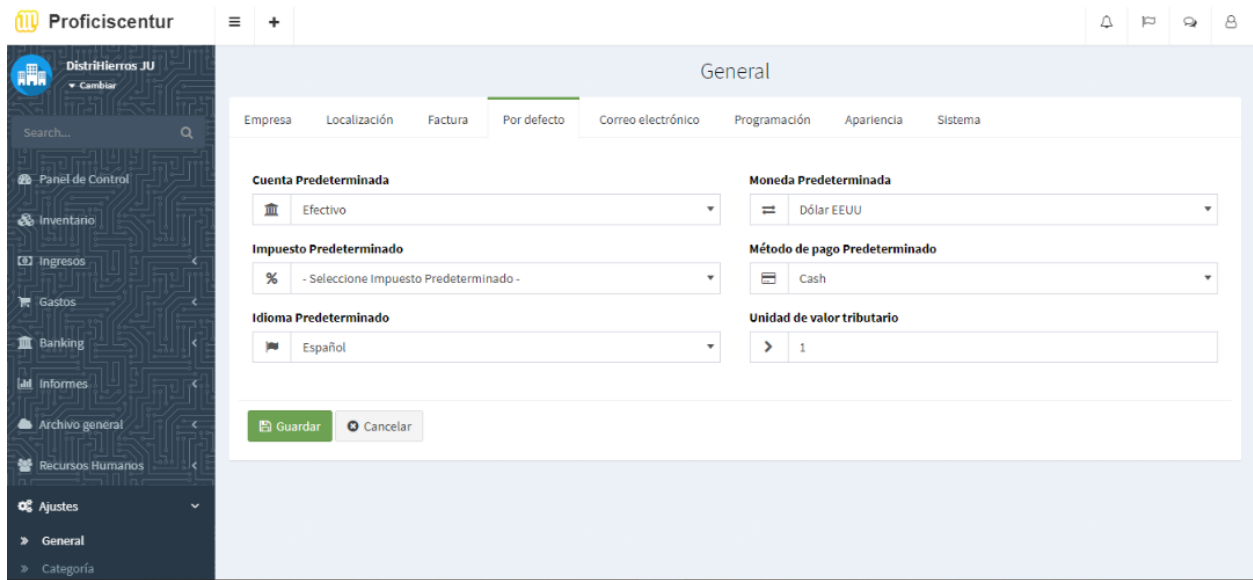 Proficiscentur
DistriHierros JU
Cambiar
Search...
Panel de Control
Inventario
Ingresos
Gastos
Banking
Informes
Archivo general
Recursos Humanos
Ajustes
General
Categoría
General
Empresa Localización Factura Por defecto Correo electrónico Programación Apariencia Sistema
Cuenta Predeterminada
Efectivo
Moneda Predeterminada
Dólar EEUU
Impuesto Predeterminado
- Seleccione Impuesto Predeterminado -
Método de pago Predeterminado
Cash
Idioma Predeterminado
Español
Unidad de valor tributario
1
Guardar Cancelar